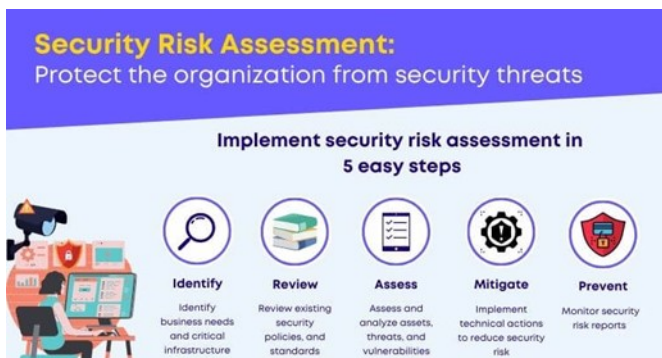 Security Risk Assessment:
Protect the organization from security threats
Implement security risk assessment in
5 easy steps
Identify
Identify
business needs
and critical
infrastructure
Review
Review existing
security
policies, and
standards
Assess
Assess and
analyze assets,
threats, and
vulnerabilities
Mitigate
Implement
technical actions
to reduce security
risk
Prevent
Monitor security
risk reports